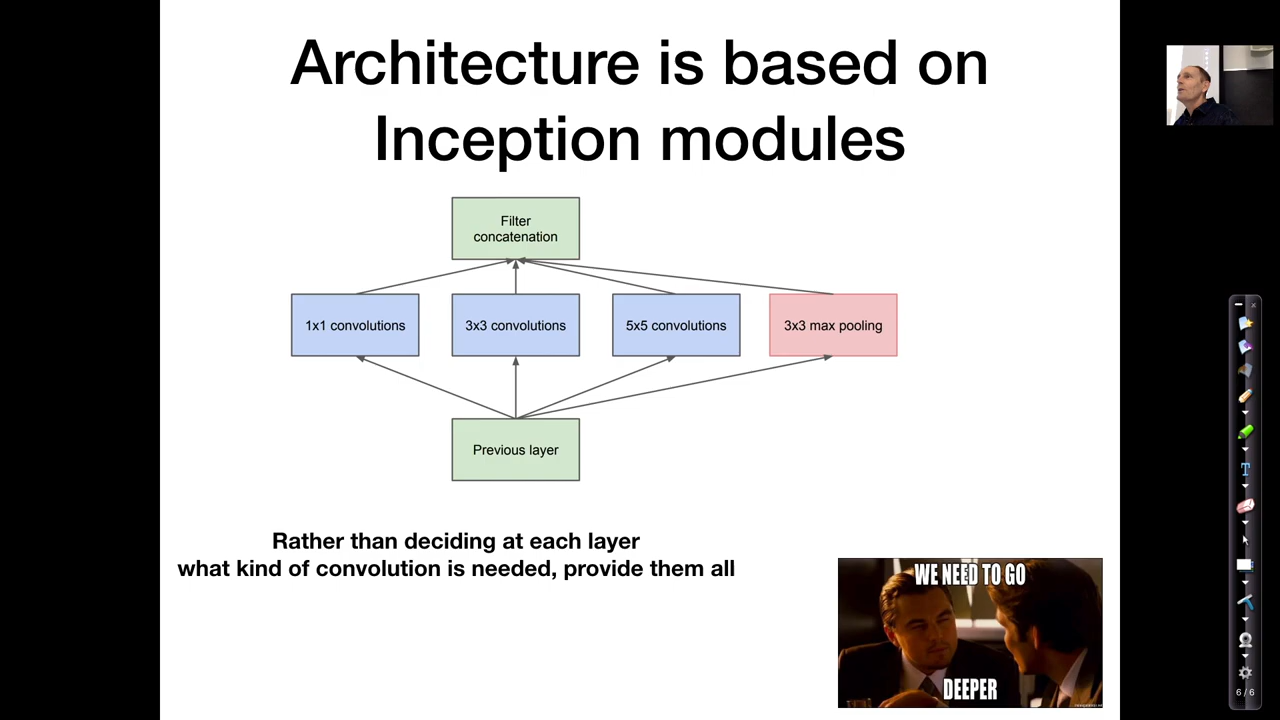 Architecture is based on
Inception modules
Filter
concatenation
1x1 convolutions
3x3 convolutions
5x5 convolutions
3x3 max pooling
Previous layer
Rather than deciding at each layer
what kind of convolution is needed, provide them all
WE NEED TO GO
DEEPER
6 / 6